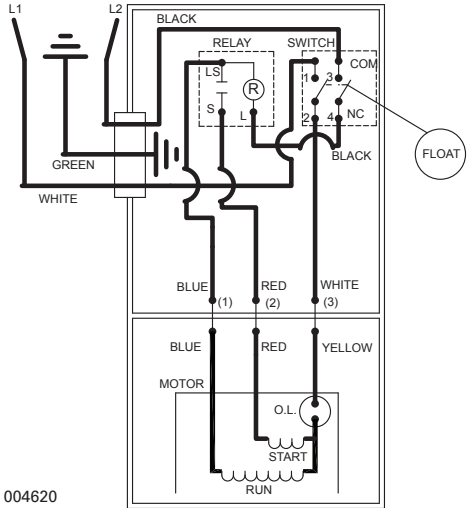 L1
L2
BLACK
RELAY
SWITCH
LS
COM
1
3
R
S
L
2
4
NC
FLOAT
GREEN
BLACK
WHITE
BLUE
RED
WHITE
(1)
(2)
(3)
BLUE
RED
YELLOW
MOTOR
O.L.
START
RUN
004620